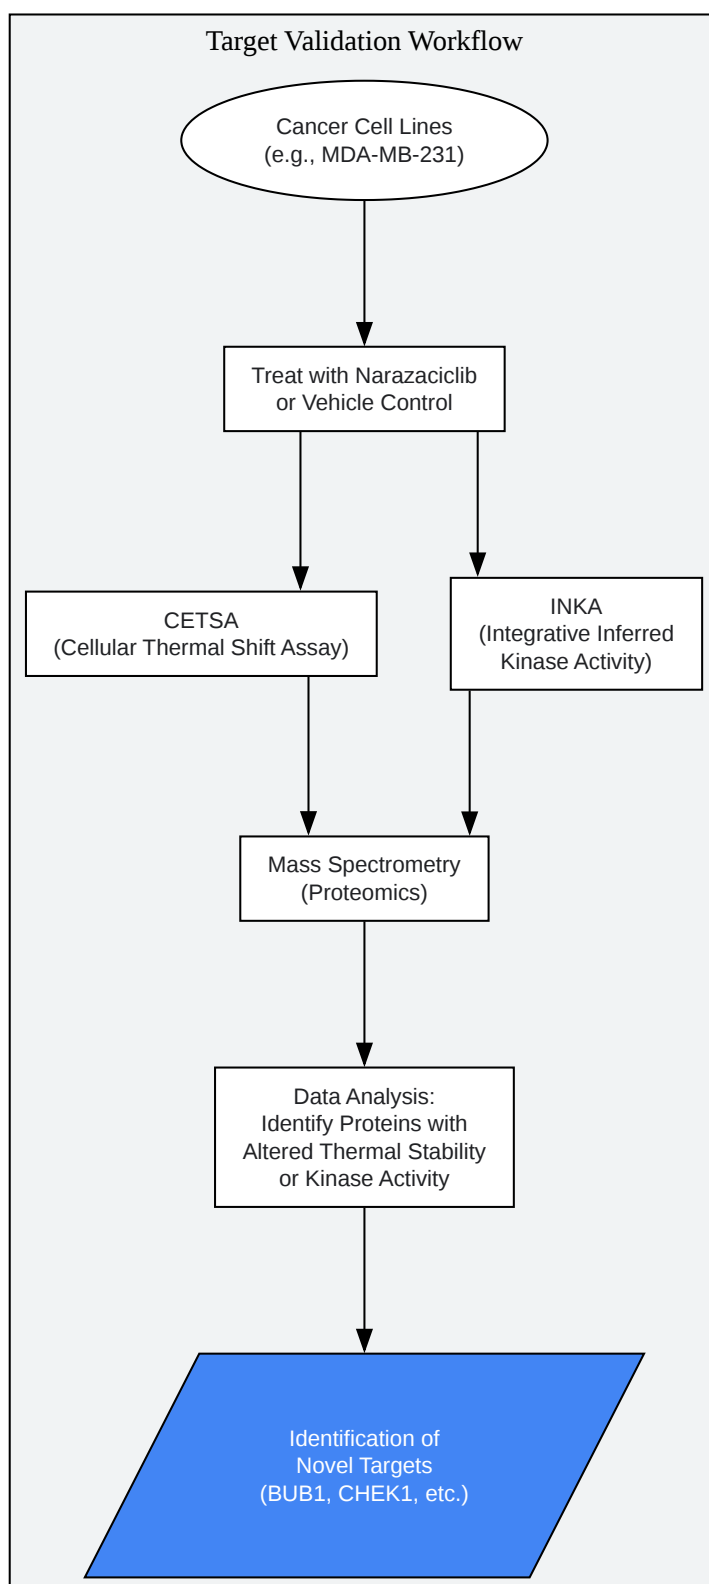 Target Validation Workflow
Cancer Cell Lines
(e.g., MDA-MB-231)
Treat with Narazaciclib
or Vehicle Control
CETSA
(Cellular Thermal Shift Assay)
INKA
(Integrative Inferred
Kinase Activity)
Mass Spectrometry
(Proteomics)
Data Analysis:
Identify Proteins with
Altered Thermal Stability
or Kinase Activity
Identification of
Novel Targets
(BUB1, CHEK1, etc.)